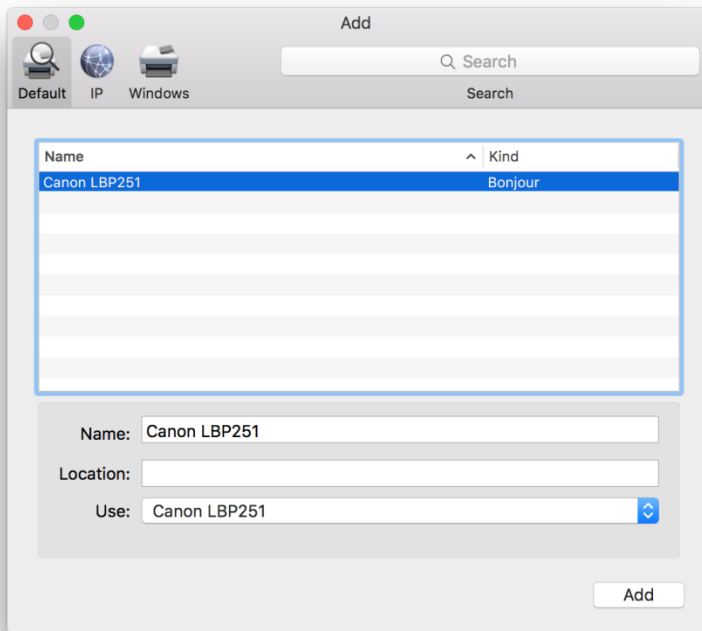 Add
Search
Default IP Windows Search
Name Kind
Canon LBP251 Bonjour
Name: Canon LBP251
Location:
Use: Canon LBP251
Add